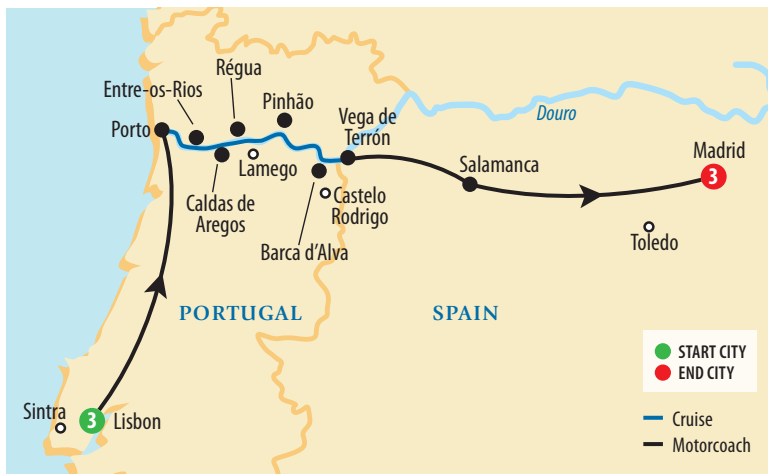 Régua
Entre-os-Rios
Pinhão
Vega de
Terrón
Douro
Porto
Madrid
3
Lamego
Salamanca
Caldas de
Aregos
Castelo
Rodrigo
Toledo
Barca d'Alva
PORTUGAL
SPAIN
START CITY
END CITY
Sintra
3
Lisbon
Cruise
Motorcoach